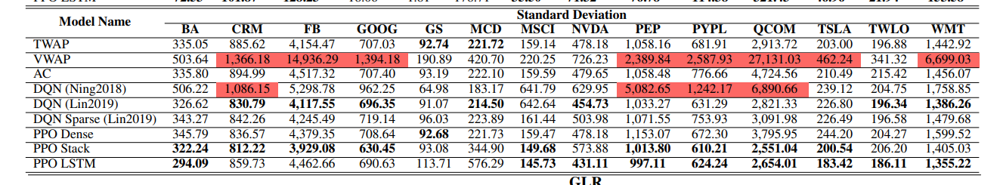 Model Name Standard Deviation
BA CRM FB GOOG GS MCD MSCI NVDA PEP PYPL QCOM TSLA TWLO WMT
TWAP 335.05 885.62 4,154.47 707.03 92.74 221.72 159.14 478.18 1,058.16 681.91 2,913.72 203.00 196.88 1,442.92
VWAP 503.64 1,366.18 14,936.29 1,394.18 190.89 420.70 220.25 726.23 2,389.84 2,587.93 27,131.03 462.24 341.32 6,699.03
AC 335.80 894.99 4,517.32 707.40 93.19 222.10 159.59 479.65 1,058.48 776.66 4,724.56 210.49 215.42 1,456.07
DQN (Ning2018) 506.22 1,086.15 5,298.78 962.25 64.98 183.17 641.79 629.95 5,082.65 1,242.17 6,890.66 239.12 204.75 1,758.85
DQN (Lin2019) 326.62 830.79 4,117.55 696.35 91.07 214.50 642.64 454.73 1,033.27 631.29 2,821.33 226.80 196.34 1,386.26
DQN Sparse (Lin2019) 343.27 842.26 4,245.49 719.14 96.03 223.89 161.44 503.98 1,071.55 753.93 3,091.98 226.49 196.58 1,479.68
PPO Dense 345.79 836.57 4,379.35 708.64 92.68 221.73 159.47 478.18 1,153.07 672.30 3,795.95 244.20 204.27 1,599.52
PPO Stack 322.24 812.22 3,929.08 630.45 93.08 344.90 149.68 573.88 1,013.80 610.21 2,551.04 200.54 206.20 1,405.03
PPO LSTM 294.09 859.73 4,462.66 690.63 113.71 576.29 145.73 431.11 997.11 624.24 2,654.01 183.42 186.11 1,355.22
GLR